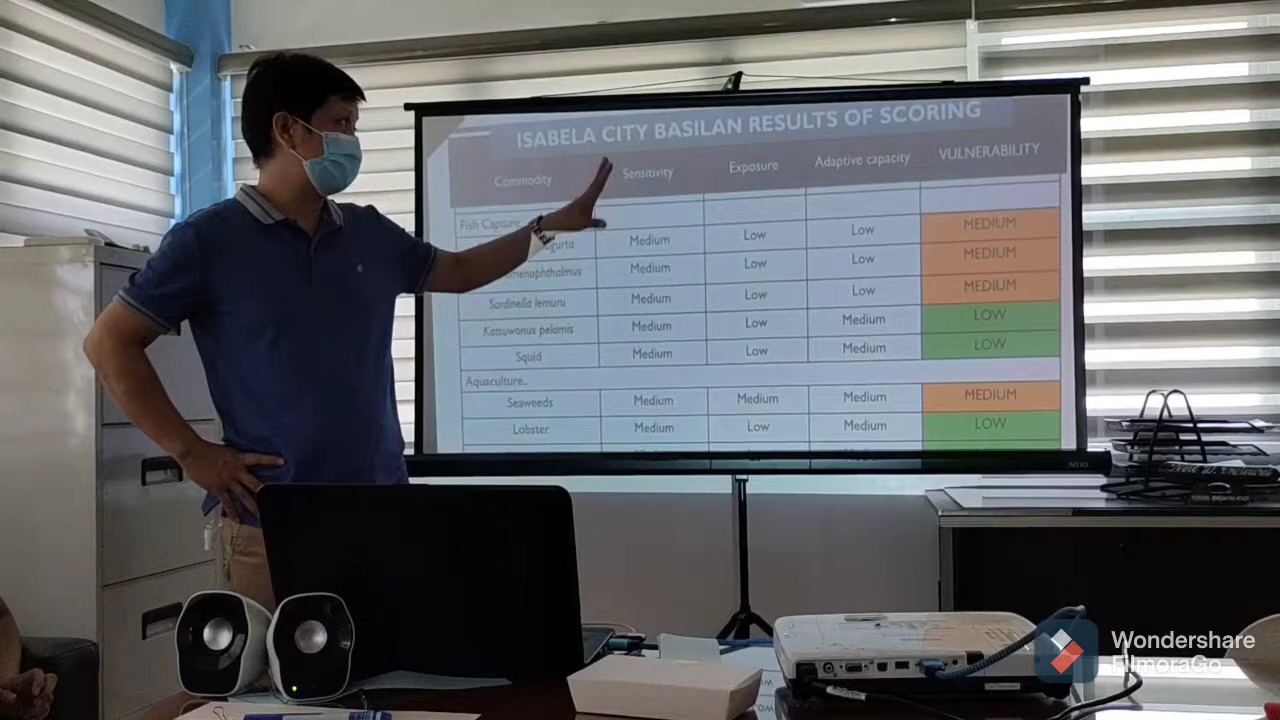 ISABELA CITY BASILAN RESULTS OF SCORING
Commodity Sensitivity Exposure Adaptive capacity VULNERABILITY
Fish Capture
Medium Low Low MEDIUM
Medium Low Low MEDIUM
Sardinella lemuru Medium Low Low MEDIUM
Katsuwonus pelamis Medium Low Medium LOW
Squid Medium Low Medium LOW
Aquaculture..
Seaweeds Medium Medium Medium MEDIUM
Lobster Medium Low Medium LOW
Wondershare
FilmoraGo